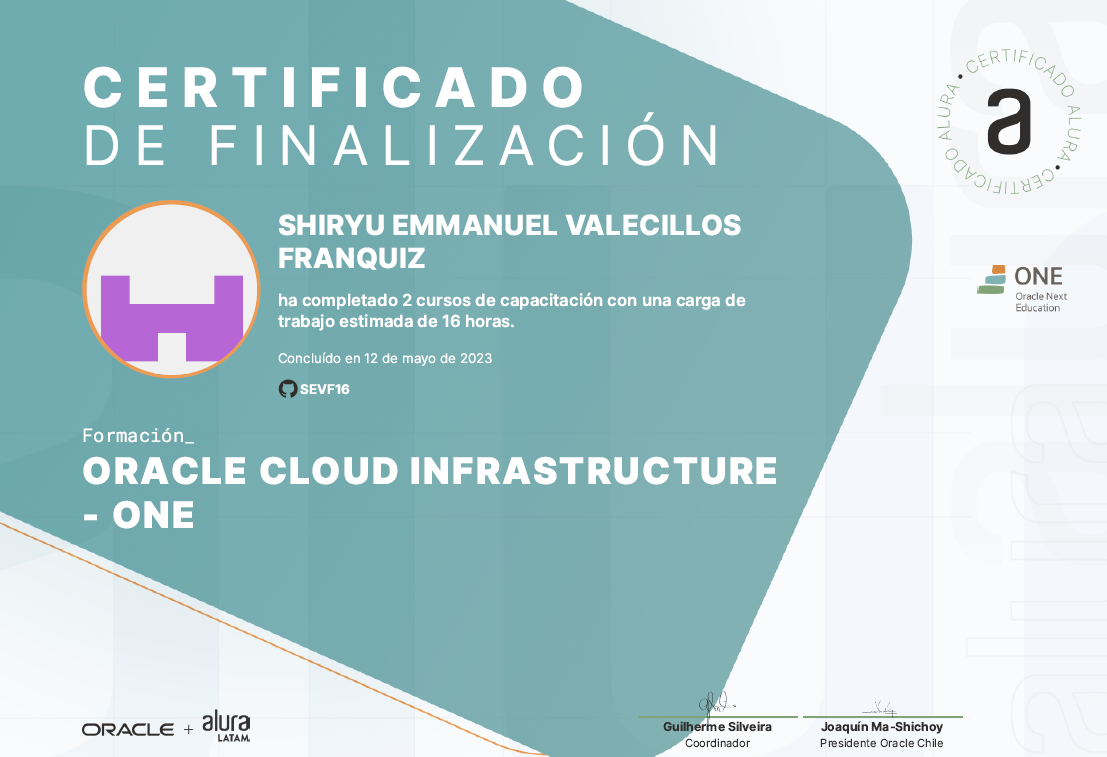 CERTIFICADO
DE FINALIZACIÓN
CERTIFICADO ALURA • CERTIFICADO ALURA •
a
SHIRYU EMMANUEL VALECILLOS
FRANQUIZ
ha completado 2 cursos de capacitación con una carga de
trabajo estimada de 16 horas.
Concluído en 12 de mayo de 2023
SEVF16
ONE
Oracle Next
Education
Formación_
ORACLE CLOUD INFRASTRUCTURE
- ONE
ORACLE + alura
LATAM
Guilherme Silveira
Coordinador
Joaquín Ma-Shichoy
Presidente Oracle Chile
alura